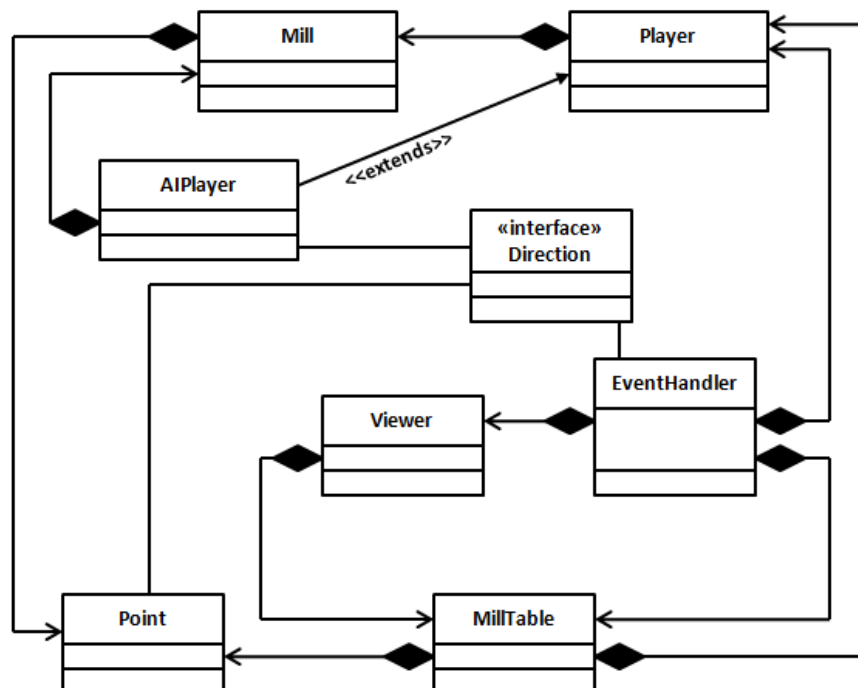 Mill
Player
<<extends>>
AIPlayer
«interface»
Direction
EventHandler
Viewer
Point
MillTable